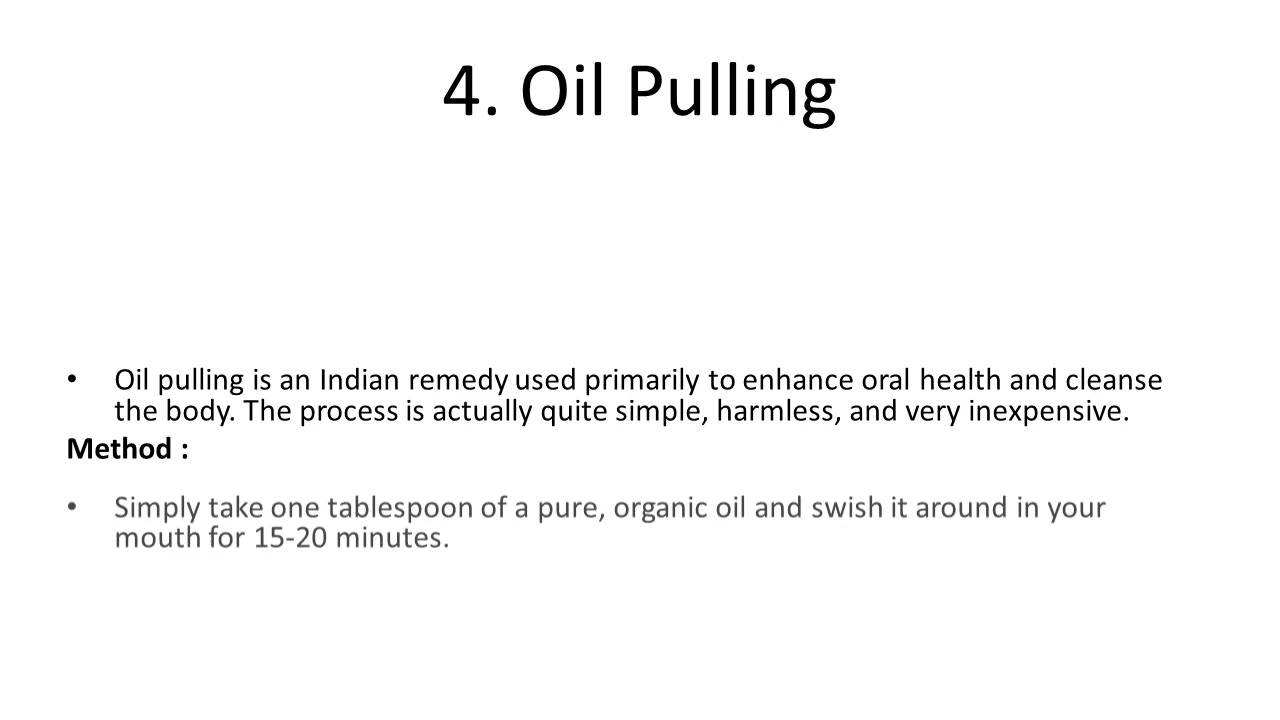 4. Oil Pulling
• Oil pulling is an Indian remedy used primarily to enhance oral health and cleanse
the body. The process is actually quite simple, harmless, and very inexpensive.
Method :
• Simply take one tablespoon of a pure, organic oil and swish it around in your
mouth for 15-20 minutes.